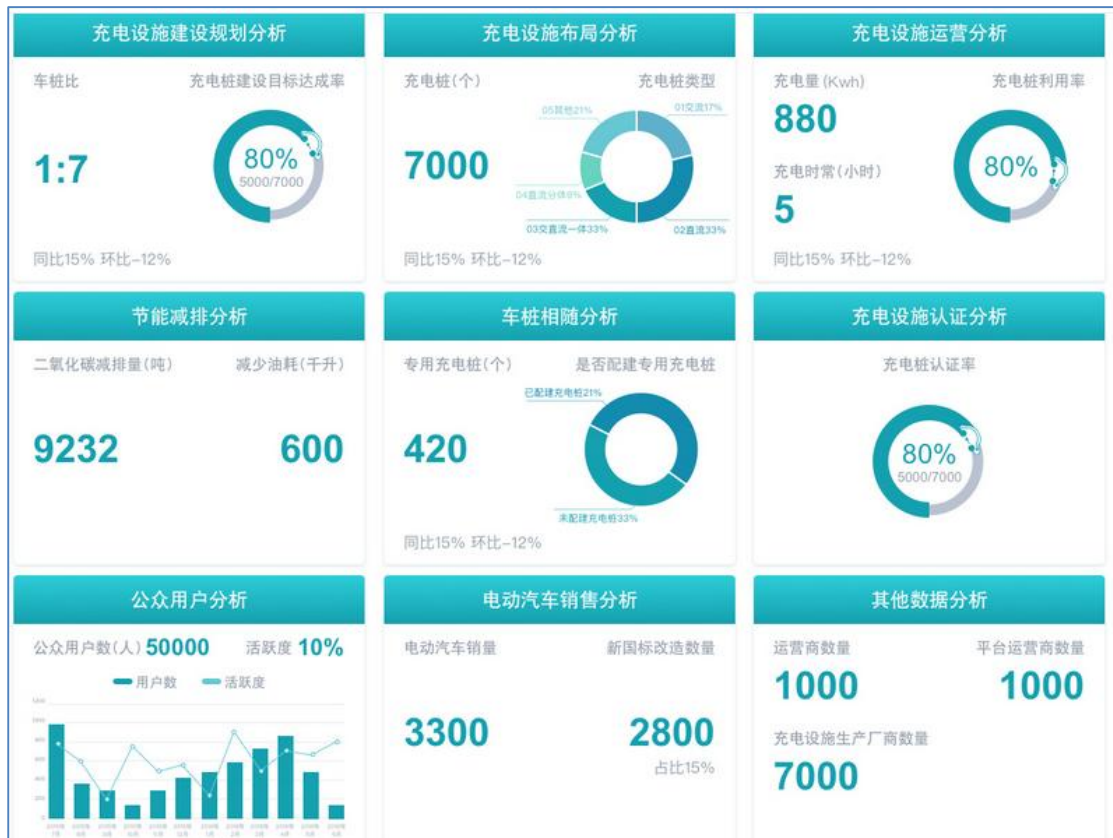 充电设施建设规划分析
车桩比
充电桩建设目标达成率
1:7
80%
5000/7000
同比15% 环比-12%
充电设施布局分析
充电桩(个)
充电桩类型
7000
05其他21%
01交流17%
04直流分体9%
03交直流一体33%
02直流33%
同比15% 环比-12%
充电设施运营分析
充电量(Kwh)
充电桩利用率
880
80%
充电时常(小时)
5
同比15% 环比-12%
节能减排分析
二氧化碳减排量(吨)
减少油耗(千升)
9232
600
车桩相随分析
专用充电桩(个)
是否配建专用充电桩
420
已配建充电桩21%
未配建充电桩33%
同比15% 环比-12%
充电设施认证分析
充电桩认证率
80%
5000/7000
公众用户分析
公众用户数(人) 50000
活跃度 10%
用户数
活跃度
电动汽车销售分析
电动汽车销量
新国标改造数量
3300
2800
占比15%
其他数据分析
运营商数量
平台运营商数量
1000
1000
充电设施生产厂商数量
7000